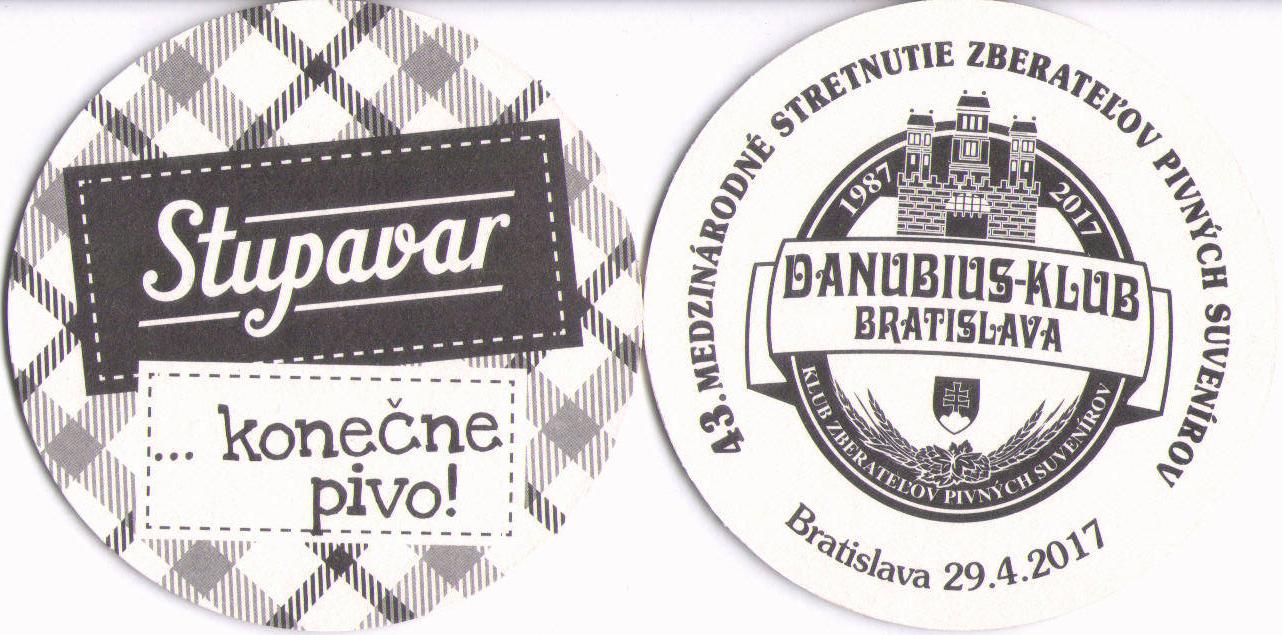 Stupavar
... konečne
pivo!
43. MEDZINÁRODNÉ STRETNUTIE ZBERATEĽOV PIVNÝCH SUVENÍROV
1987 2017
DANUBIUS-KLUB
BRATISLAVA
KLUB ZBERATEĽOV PIVNÝCH SUVENÍROV
Bratislava 29.4.2017